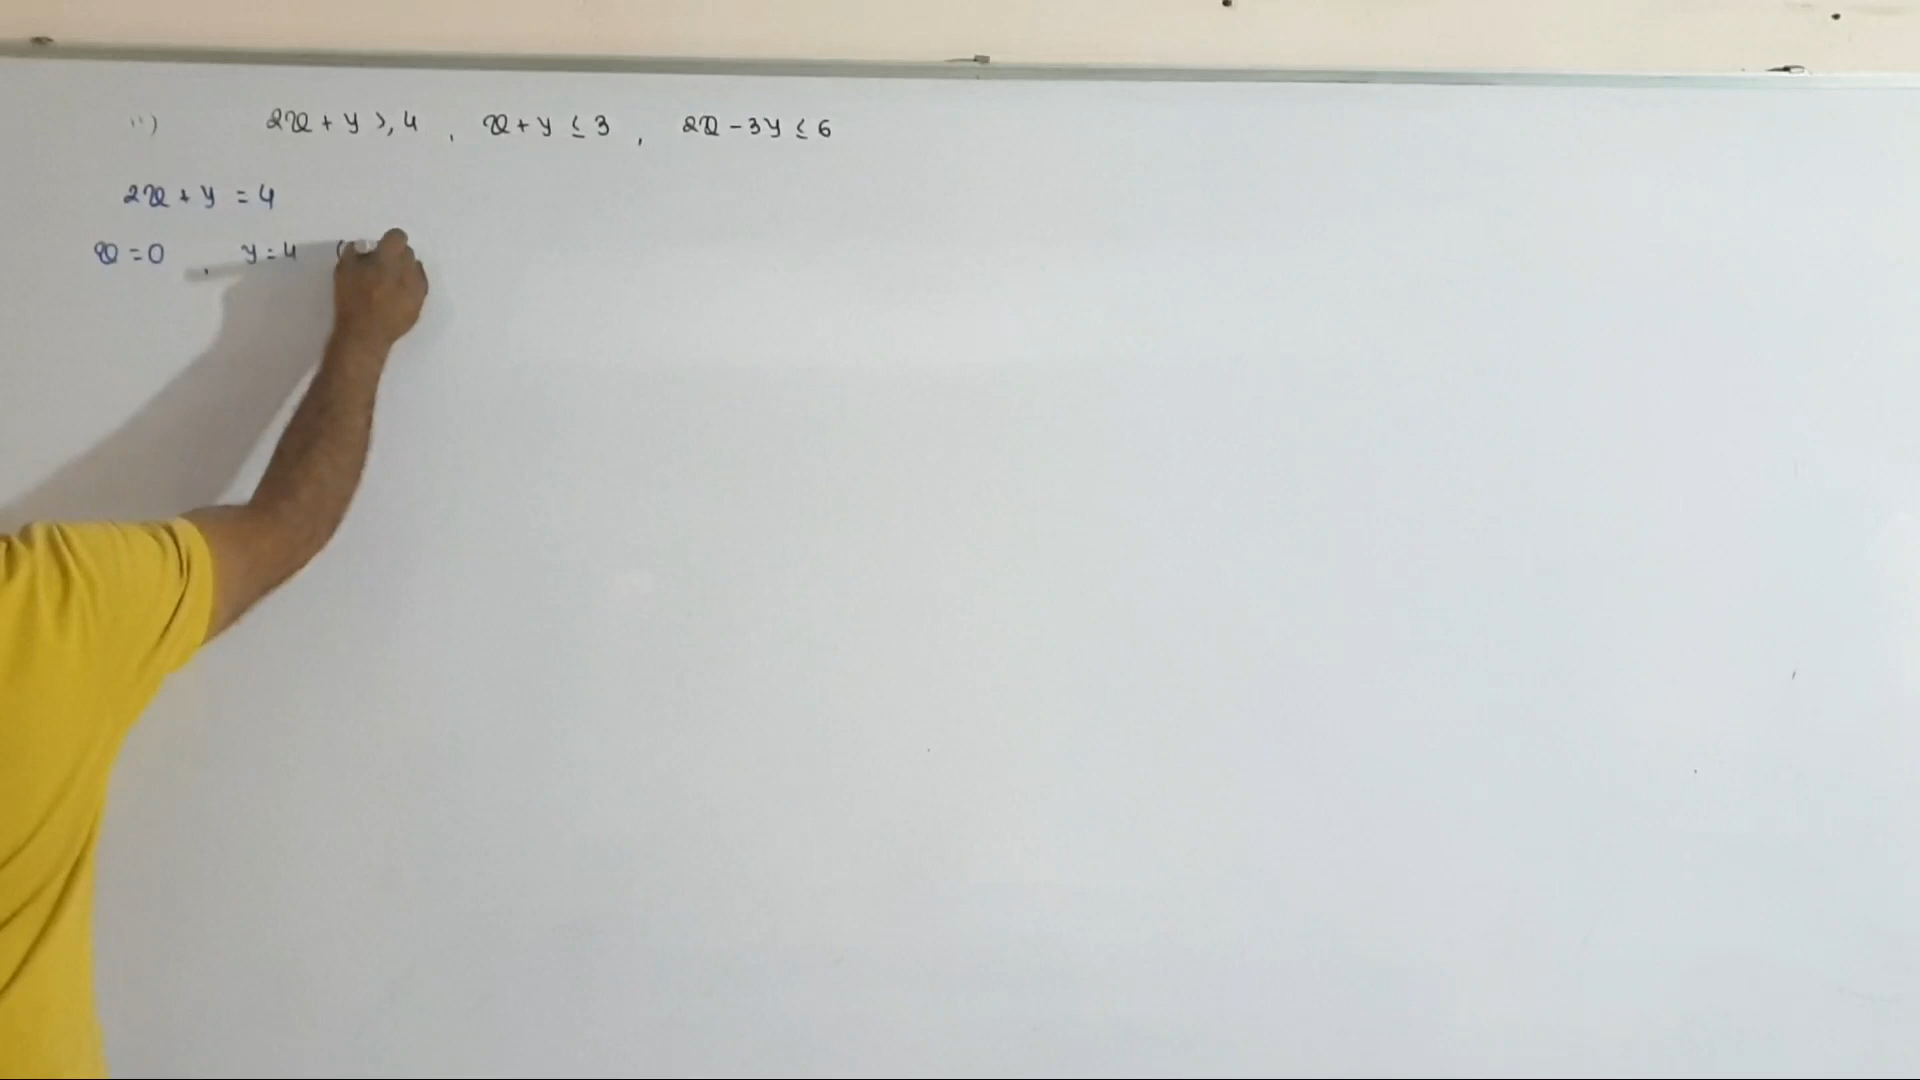 ii) 2x + y ≥ 4 , x + y ≤ 3 , 2x - 3y ≤ 6
2x + y = 4
x = 0 , y = 4 (